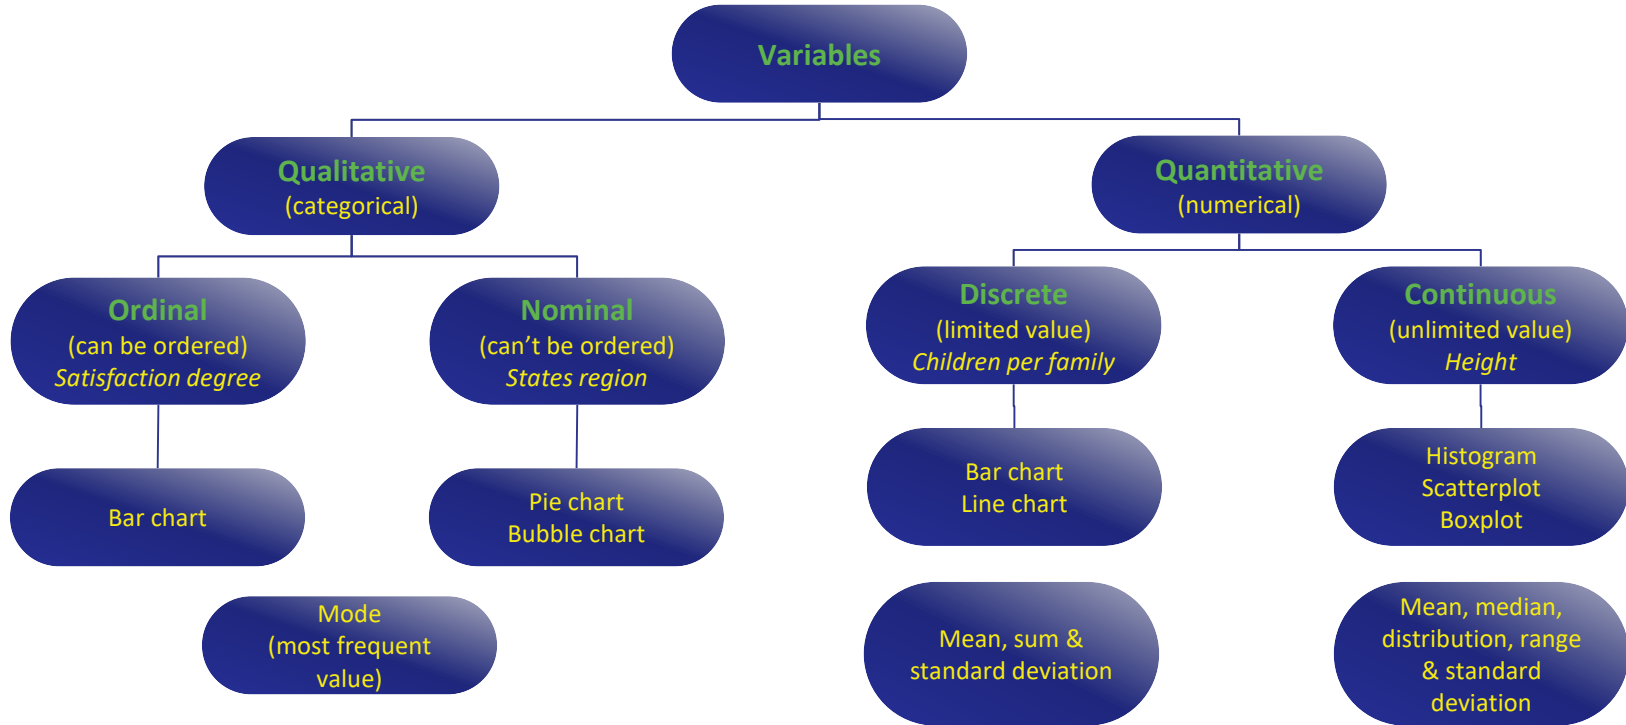 Variables
Qualitative
(categorical)
Quantitative
(numerical)
Ordinal
(can be ordered)
Satisfaction degree
Nominal
(can't be ordered)
States region
Discrete
(limited value)
Children per family
Continuous
(unlimited value)
Height
Bar chart
Pie chart
Bubble chart
Bar chart
Line chart
Histogram
Scatterplot
Boxplot
Mode
(most frequent
value)
Mean, sum &
standard deviation
Mean, median,
distribution, range
& standard
deviation